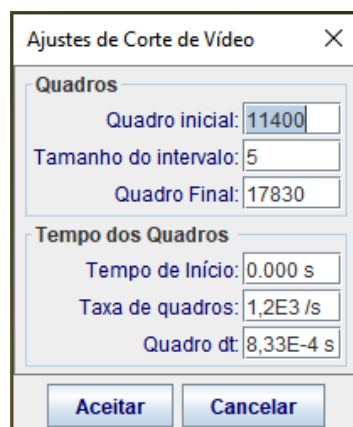 Ajustes de Corte de Vídeo
Quadros
Quadro inicial: 11400
Tamanho do intervalo: 5
Quadro Final: 17830
Tempo dos Quadros
Tempo de Início: 0.000 s
Taxa de quadros: 1,2E3 /s
Quadro dt: 8,33E-4 s
Aceitar Cancelar